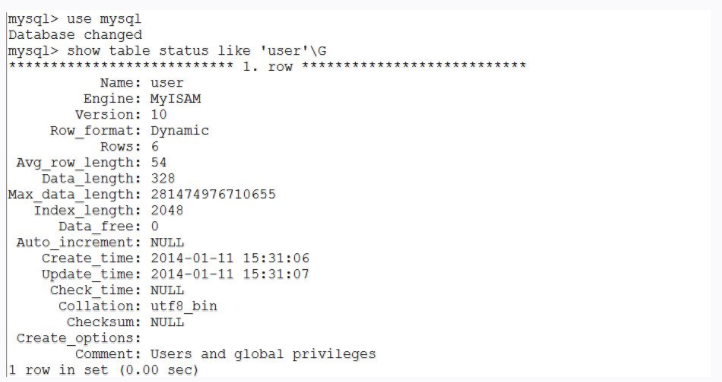 mysql> use mysql
Database changed
mysql> show table status like 'user'\G
*************************** 1. row ***************************
Name: user
Engine: MyISAM
Version: 10
Row_format: Dynamic
Rows: 6
Avg_row_length: 54
Data_length: 328
Max_data_length: 281474976710655
Index_length: 2048
Data_free: 0
Auto_increment: NULL
Create_time: 2014-01-11 15:31:06
Update_time: 2014-01-11 15:31:07
Check_time: NULL
Collation: utf8_bin
Checksum: NULL
Create_options:
Comment: Users and global privileges
1 row in set (0.00 sec)